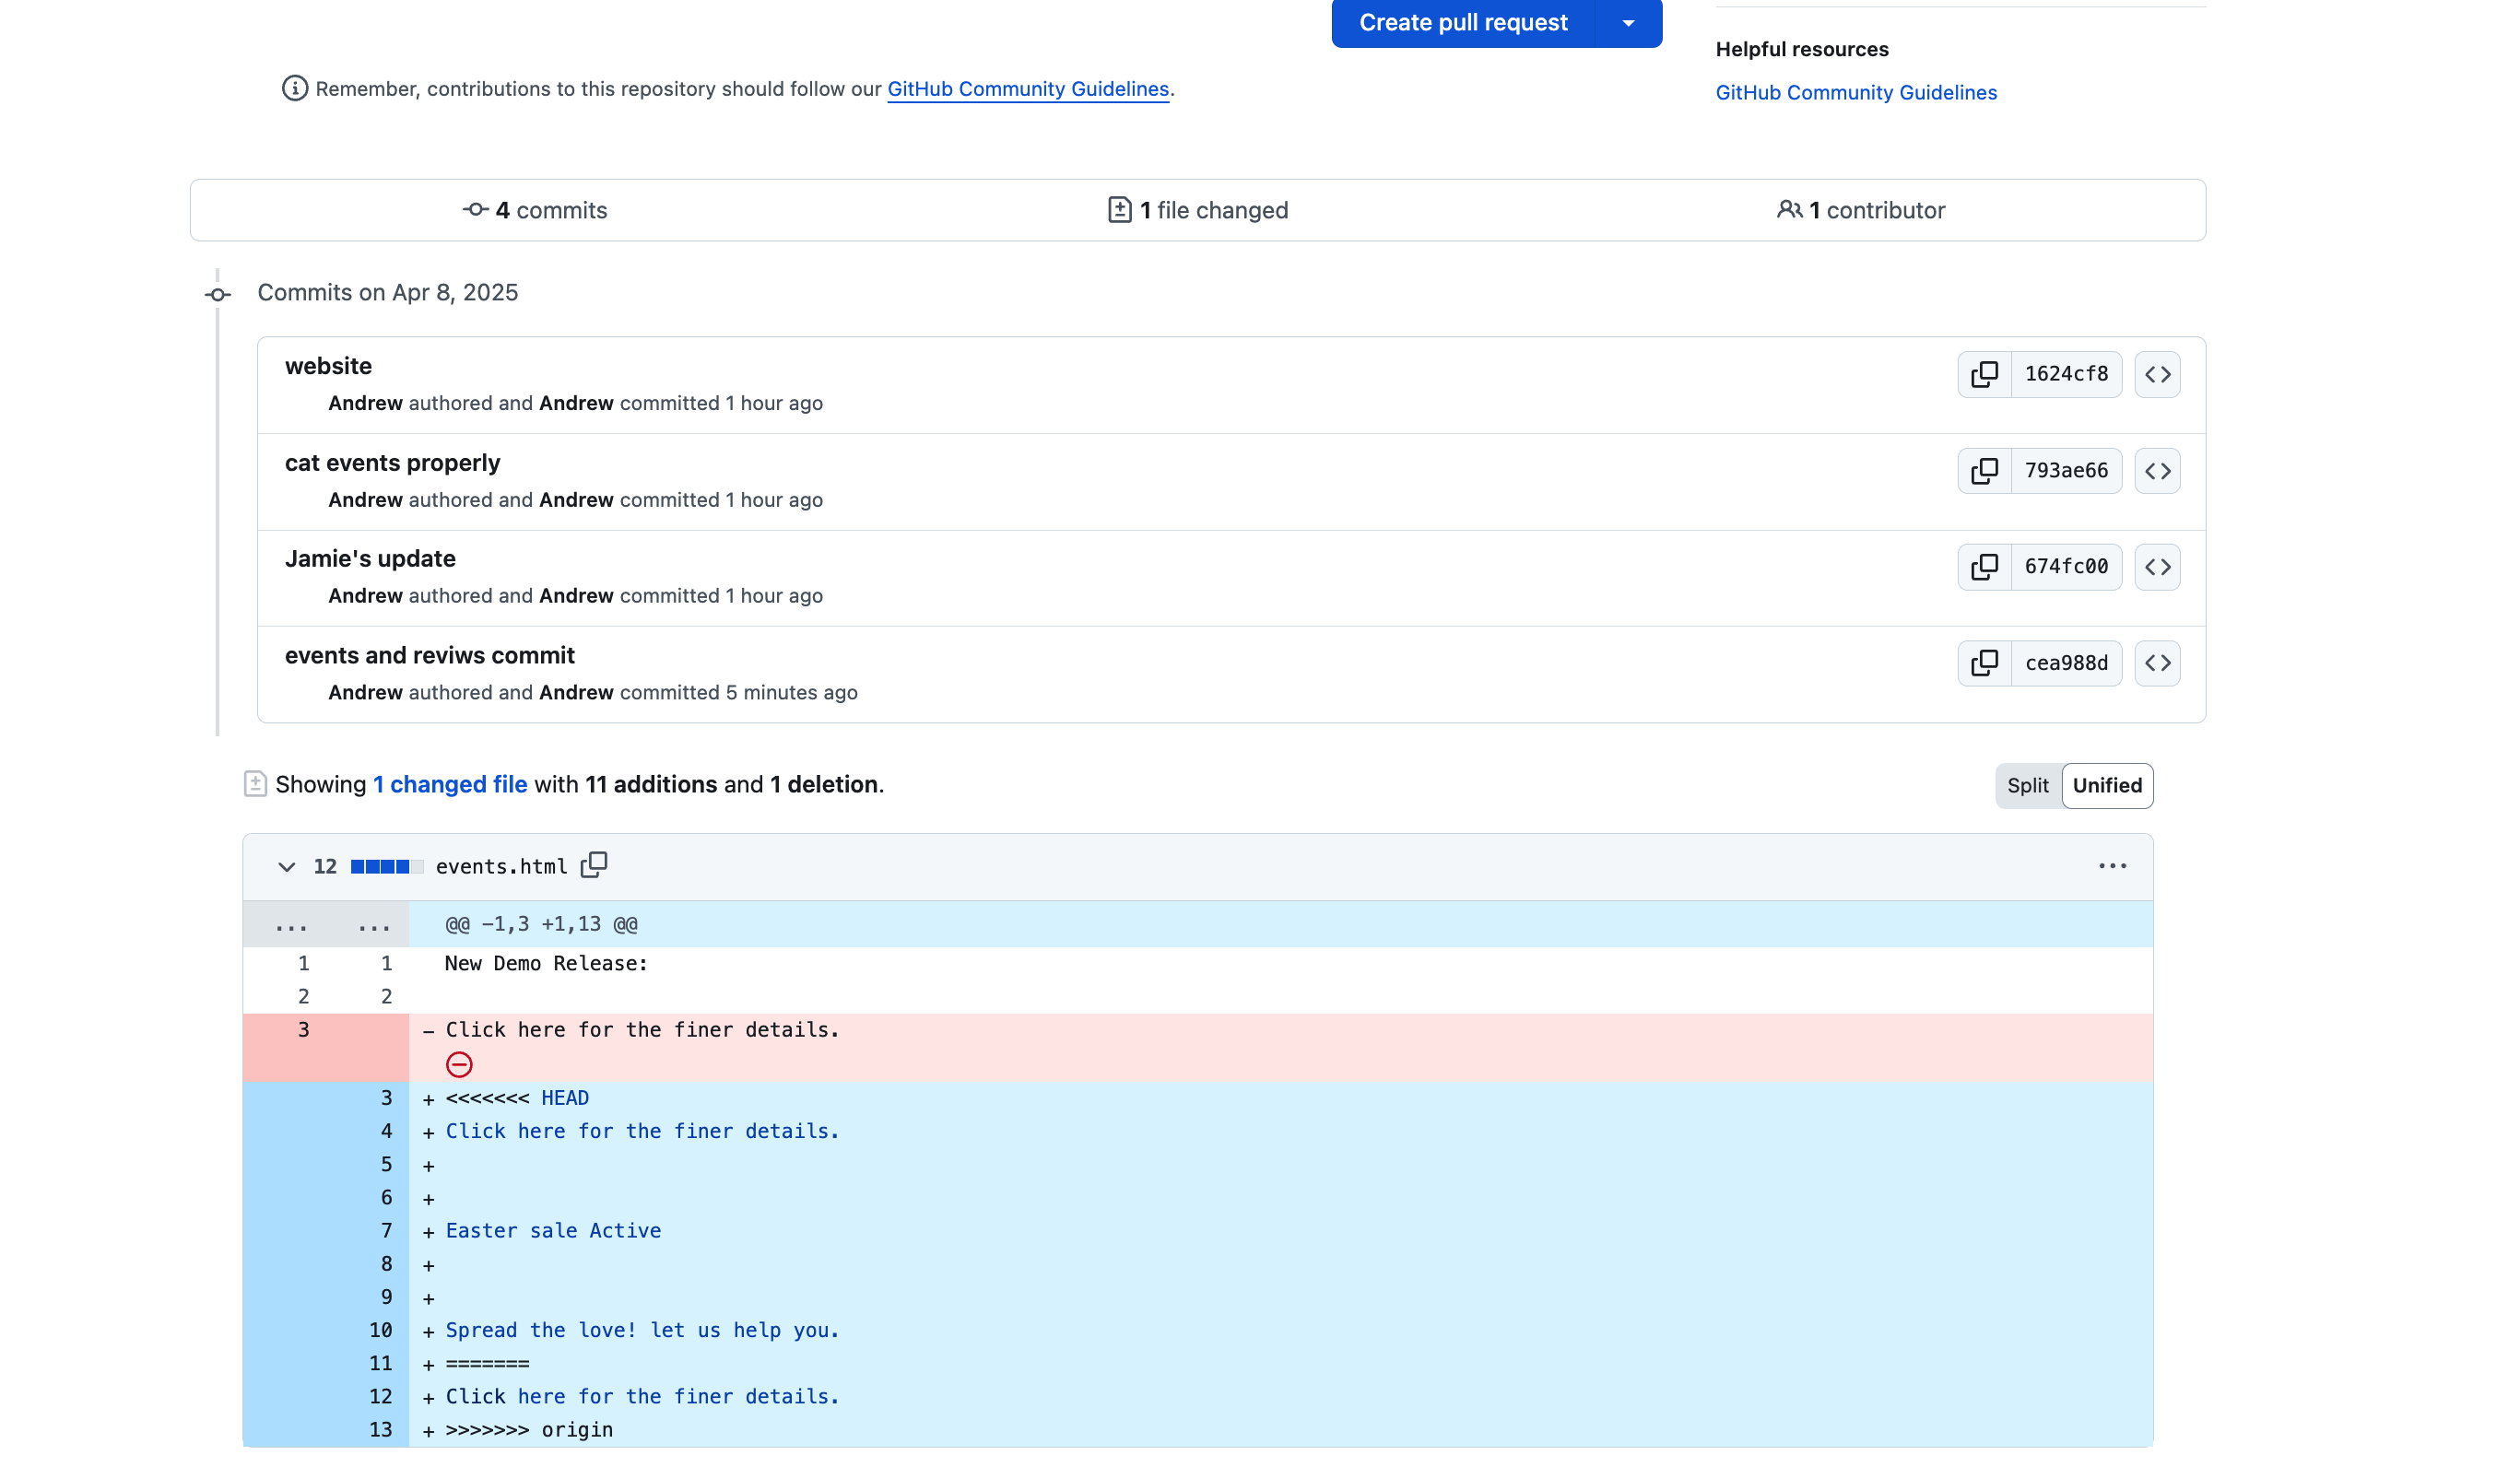 Create pull request
Helpful resources
Remember, contributions to this repository should follow our GitHub Community Guidelines.
GitHub Community Guidelines
4 commits
1 file changed
1 contributor
Commits on Apr 8, 2025
website
1624cf8
Andrew authored and Andrew committed 1 hour ago
cat events properly
793ae66
Andrew authored and Andrew committed 1 hour ago
Jamie's update
674fc00
Andrew authored and Andrew committed 1 hour ago
events and reviws commit
cea988d
Andrew authored and Andrew committed 5 minutes ago
Showing 1 changed file with 11 additions and 1 deletion.
Split Unified
12 events.html
... ... @@ -1,3 +1,13 @@
1 1 New Demo Release:
2 2
3 - Click here for the finer details.
3 + <<<<<<< HEAD
4 + Click here for the finer details.
5 +
6 +
7 + Easter sale Active
8 +
9 +
10 + Spread the love! let us help you.
11 + =======
12 + Click here for the finer details.
13 + >>>>>>> origin